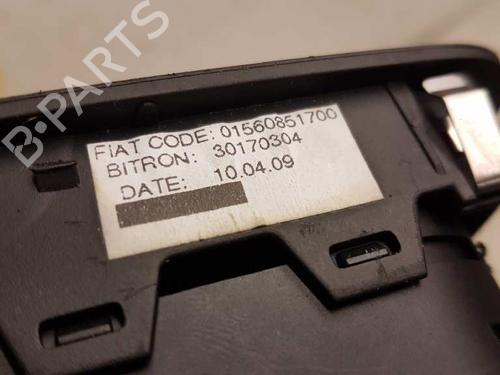 B-PARTS
FIAT CODE: 01560851700
BITRON: 30170304
DATE: 10.04.09